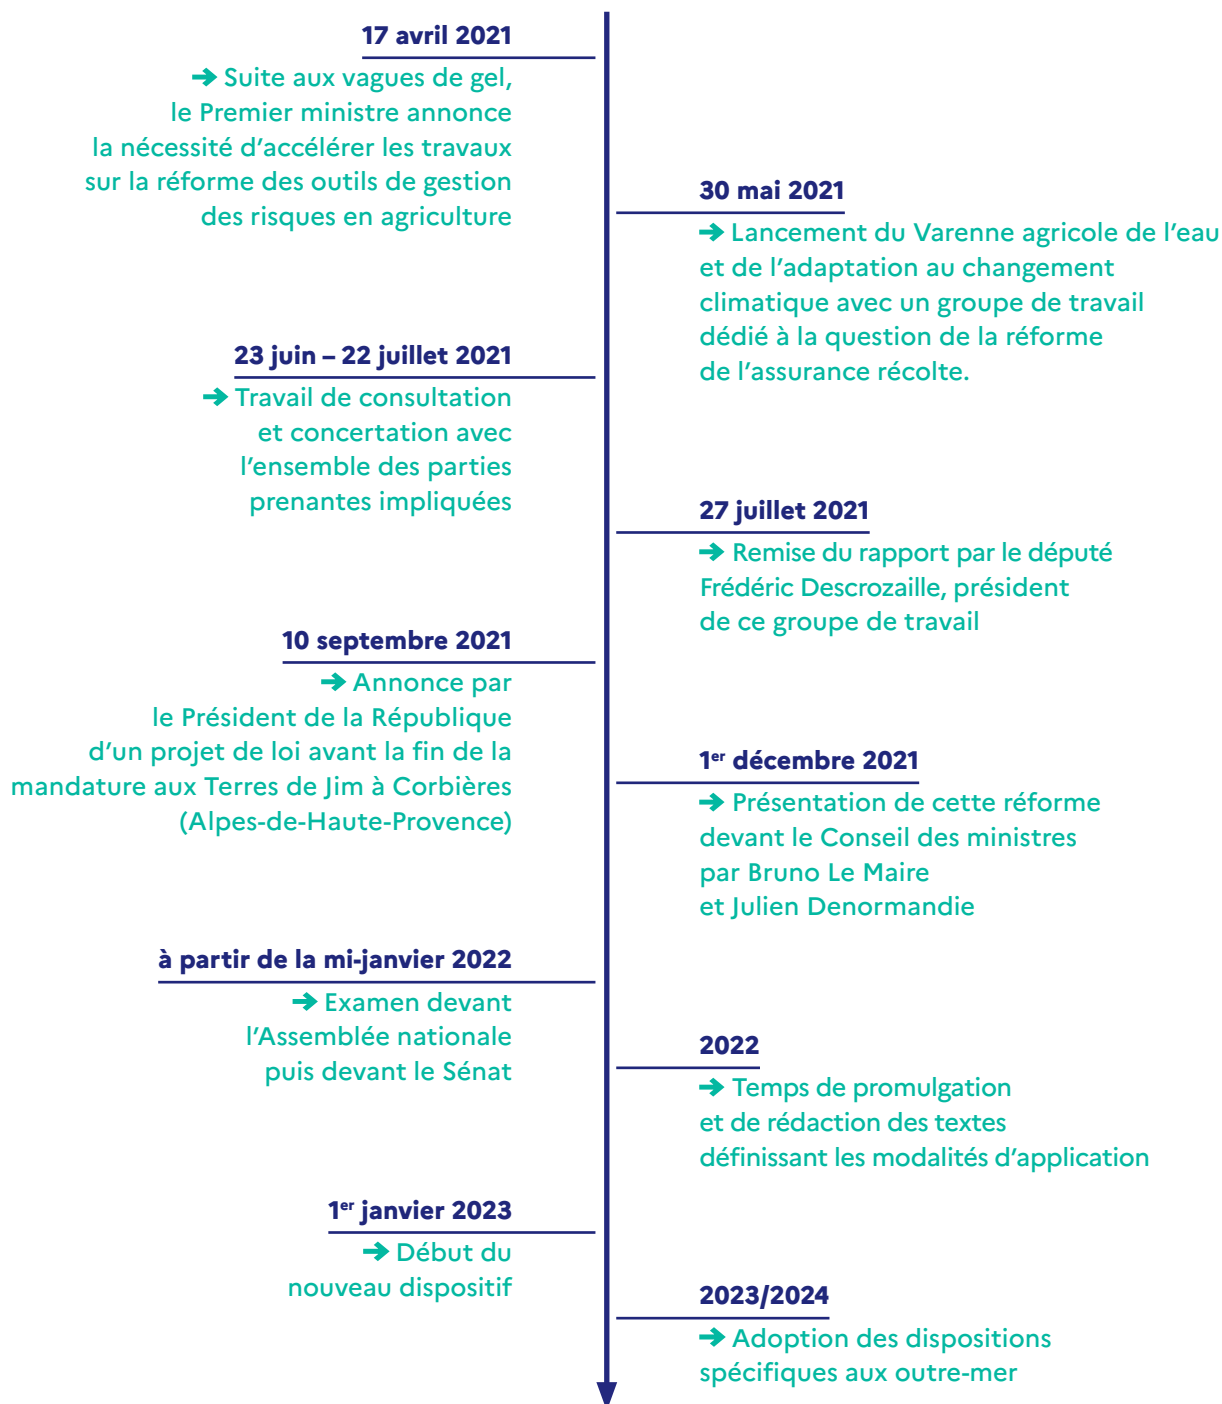 17 avril 2021
➔ Suite aux vagues de gel,
le Premier ministre annonce
la nécessité d’accélérer les travaux
sur la réforme des outils de gestion
des risques en agriculture
30 mai 2021
➔ Lancement du Varenne agricole de l’eau
et de l’adaptation au changement
climatique avec un groupe de travail
dédié à la question de la réforme
de l’assurance récolte.
23 juin – 22 juillet 2021
➔ Travail de consultation
et concertation avec
l’ensemble des parties
prenantes impliquées
27 juillet 2021
➔ Remise du rapport par le député
Frédéric Descrozaille, président
de ce groupe de travail
10 septembre 2021
➔ Annonce par
le Président de la République
d’un projet de loi avant la fin de la
mandature aux Terres de Jim à Corbières
(Alpes-de-Haute-Provence)
1er décembre 2021
➔ Présentation de cette réforme
devant le Conseil des ministres
par Bruno Le Maire
et Julien Denormandie
à partir de la mi-janvier 2022
➔ Examen devant
l’Assemblée nationale
puis devant le Sénat
2022
➔ Temps de promulgation
et de rédaction des textes
définissant les modalités d’application
1er janvier 2023
➔ Début du
nouveau dispositif
2023/2024
➔ Adoption des dispositions
spécifiques aux outre-mer